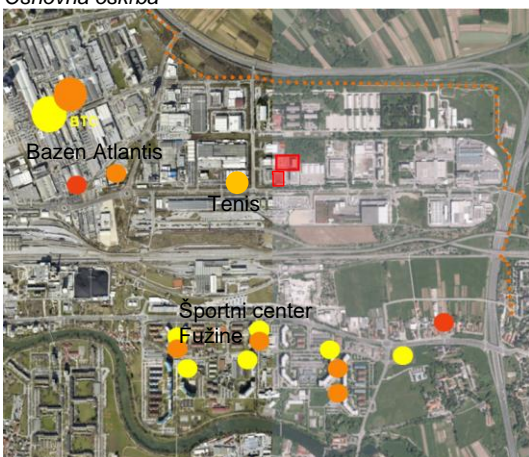 Osnovna oskrba
BTC
Bazen Atlantis
Tenis
Športni center
Fužine